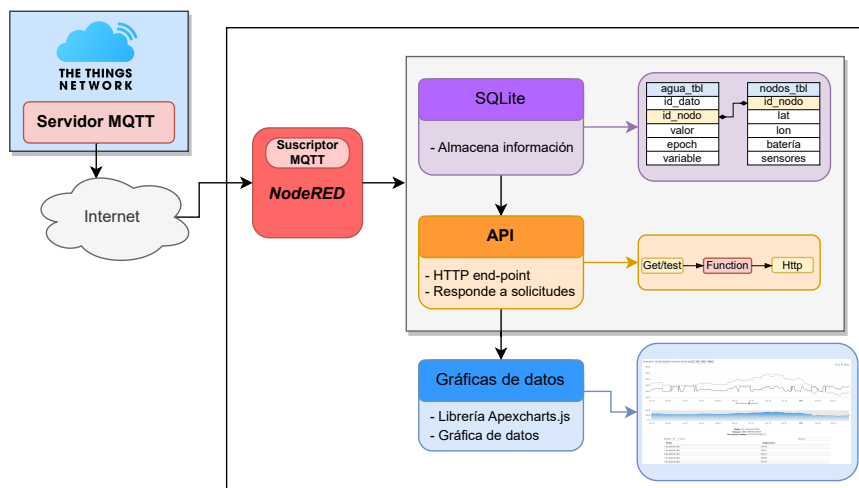 THE THINGS
NETWORK
Servidor MQTT
Internet
Suscriptor
MQTT
NodeRED
SQLite
- Almacena información
agua_tbl
id_dato
id_nodo
valor
epoch
variable
nodos_tbl
id_nodo
lat
lon
batería
sensores
API
- HTTP end-point
- Responde a solicitudes
Get/test
Function
Http
Gráficas de datos
- Librería Apexcharts.js
- Gráfica de datos